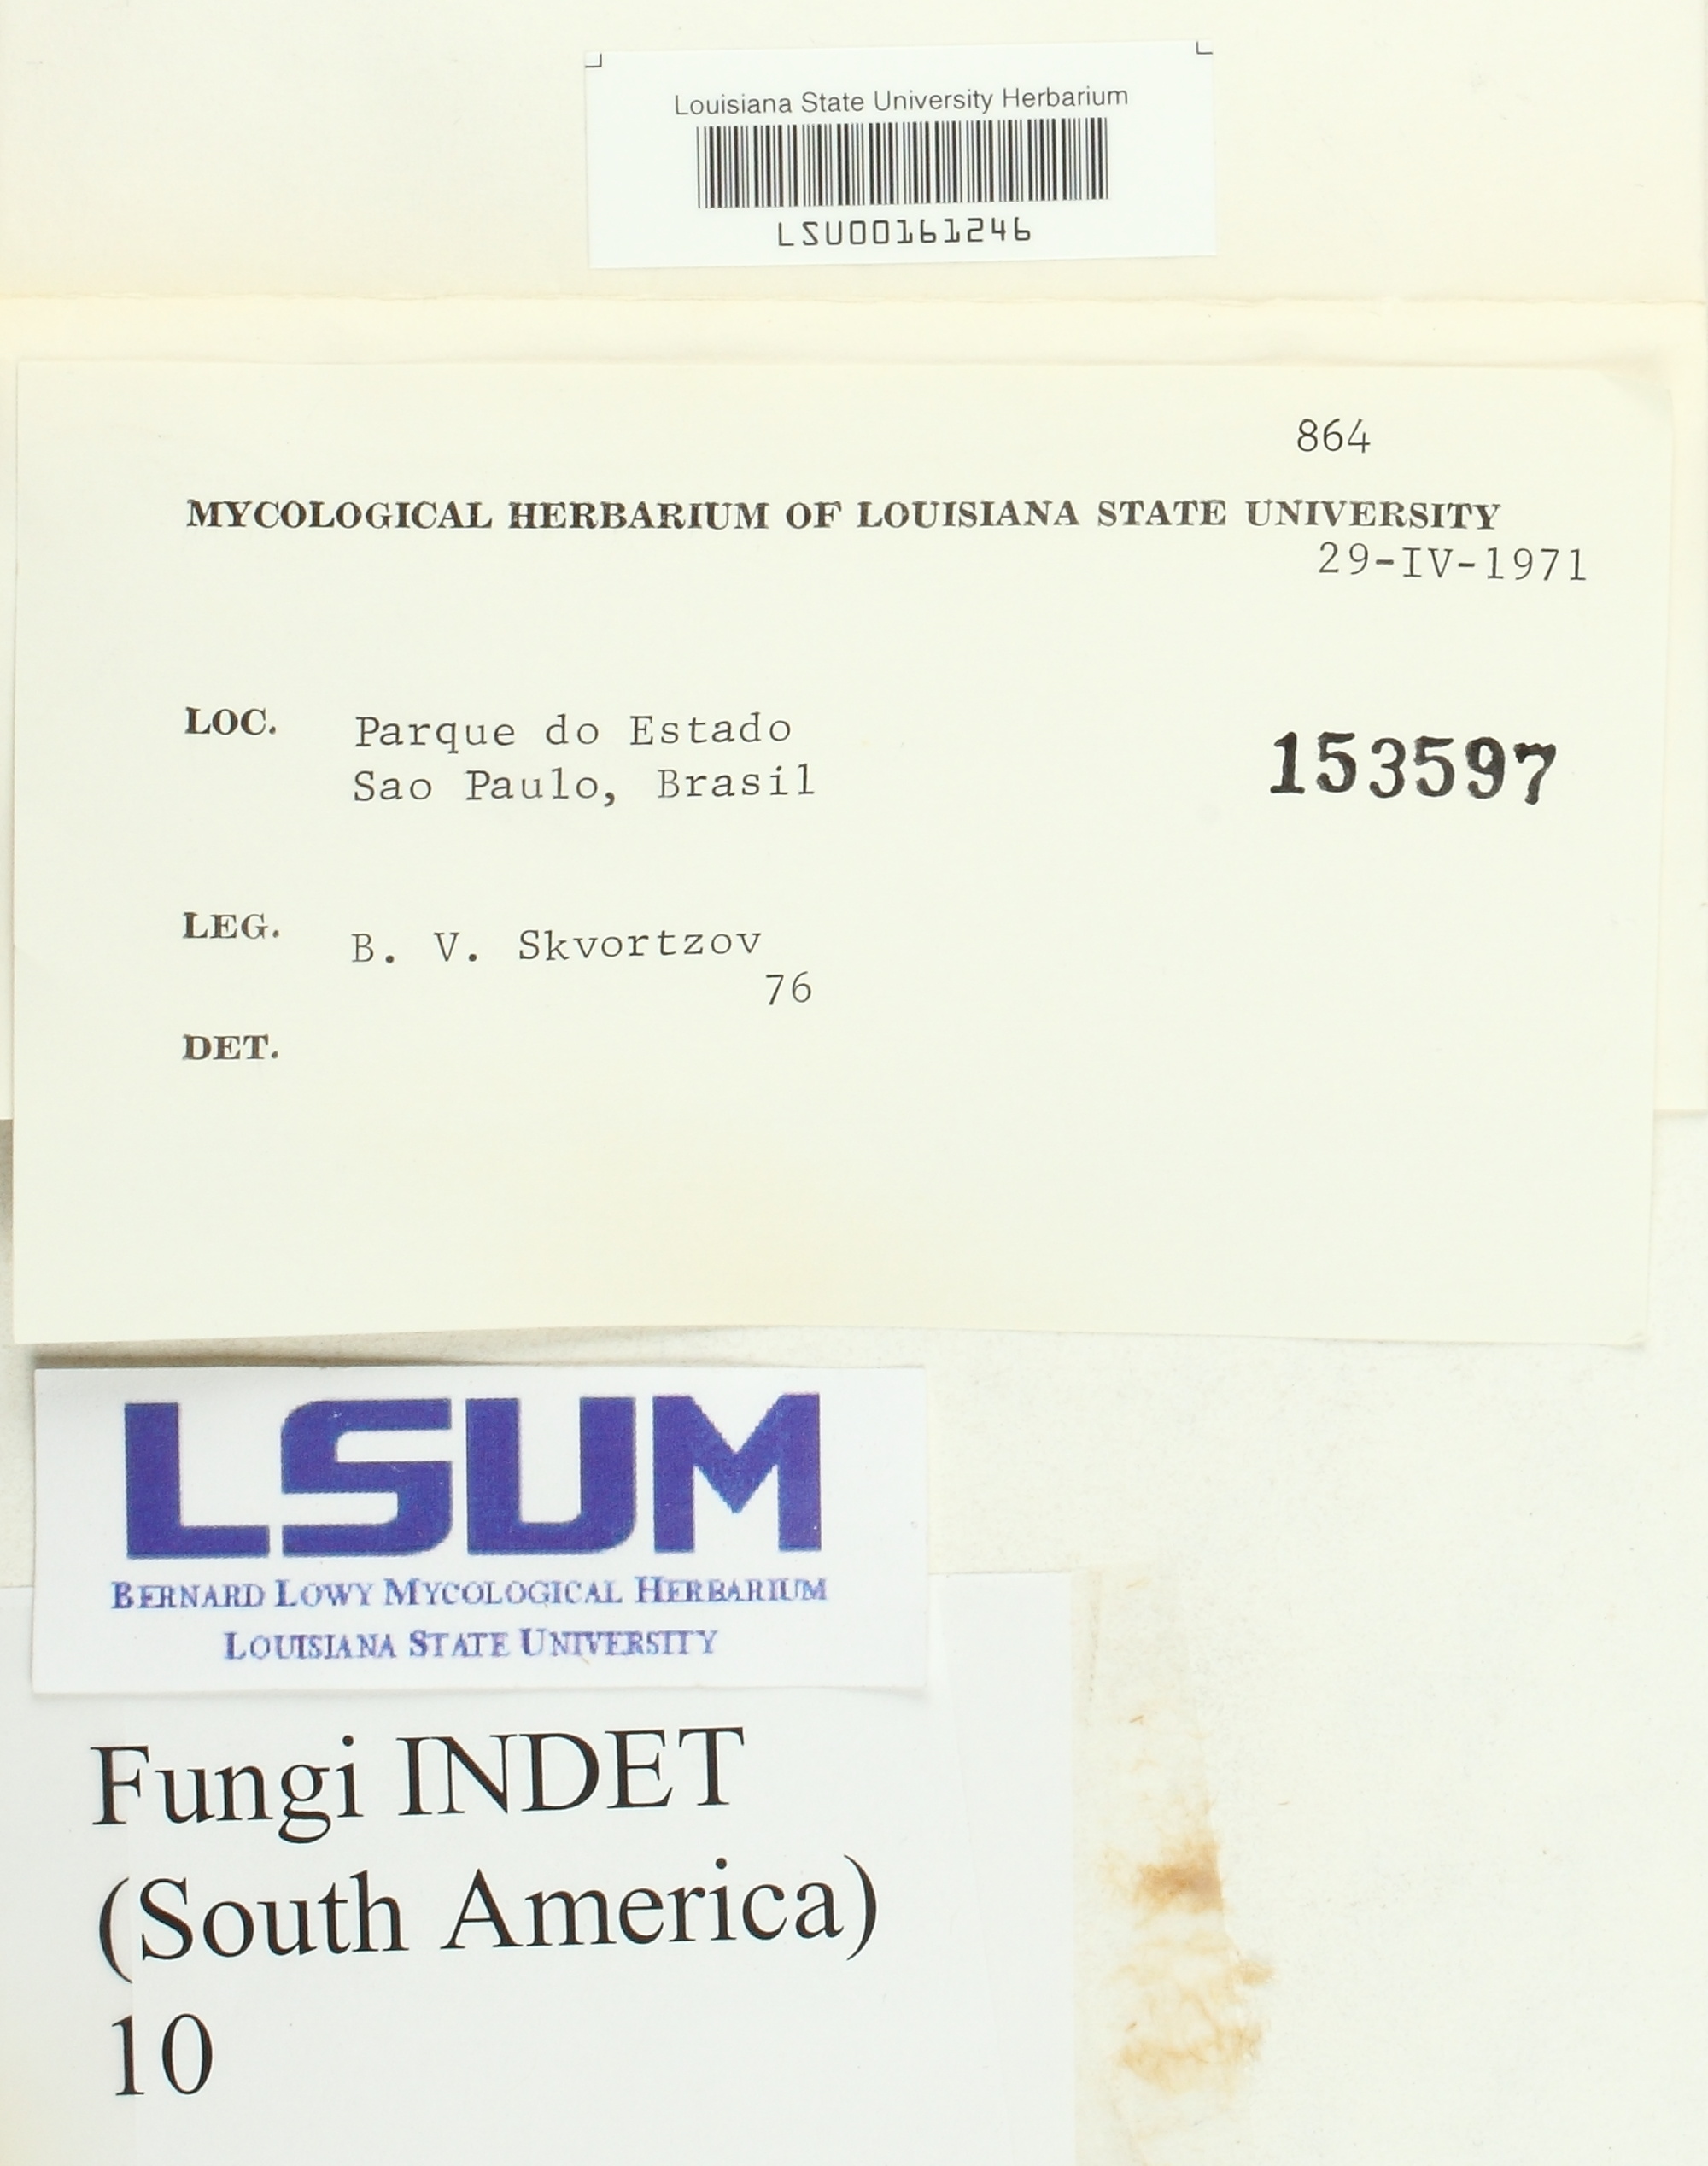 Louisiana State University Herbarium
LSU00161246
864
MYCOLOGICAL HERBARIUM OF LOUISIANA STATE UNIVERSITY
29-IV-1971
LOC. Parque do Estado
Sao Paulo, Brasil
153597
LEG. B. V. Skvortzov
76
DET.
LSUM
BERNARD LOWY MYCOLOGICAL HERBARIUM
LOUISIANA STATE UNIVERSITY
Fungi INDET
(South America)
10